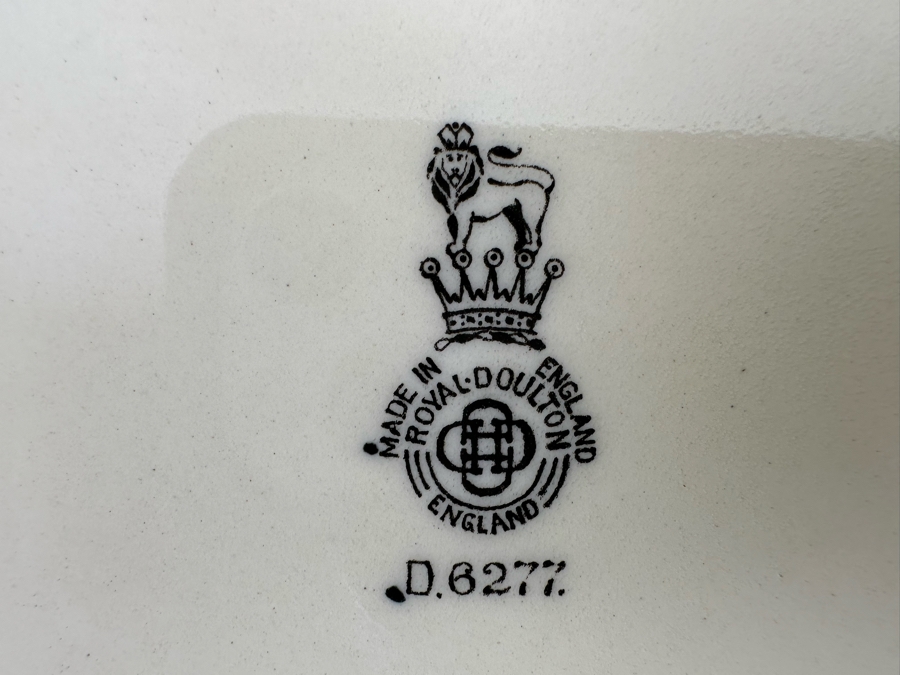 MADE IN ENGLAND
ROYAL·DOULTON
ENGLAND
D.6277.